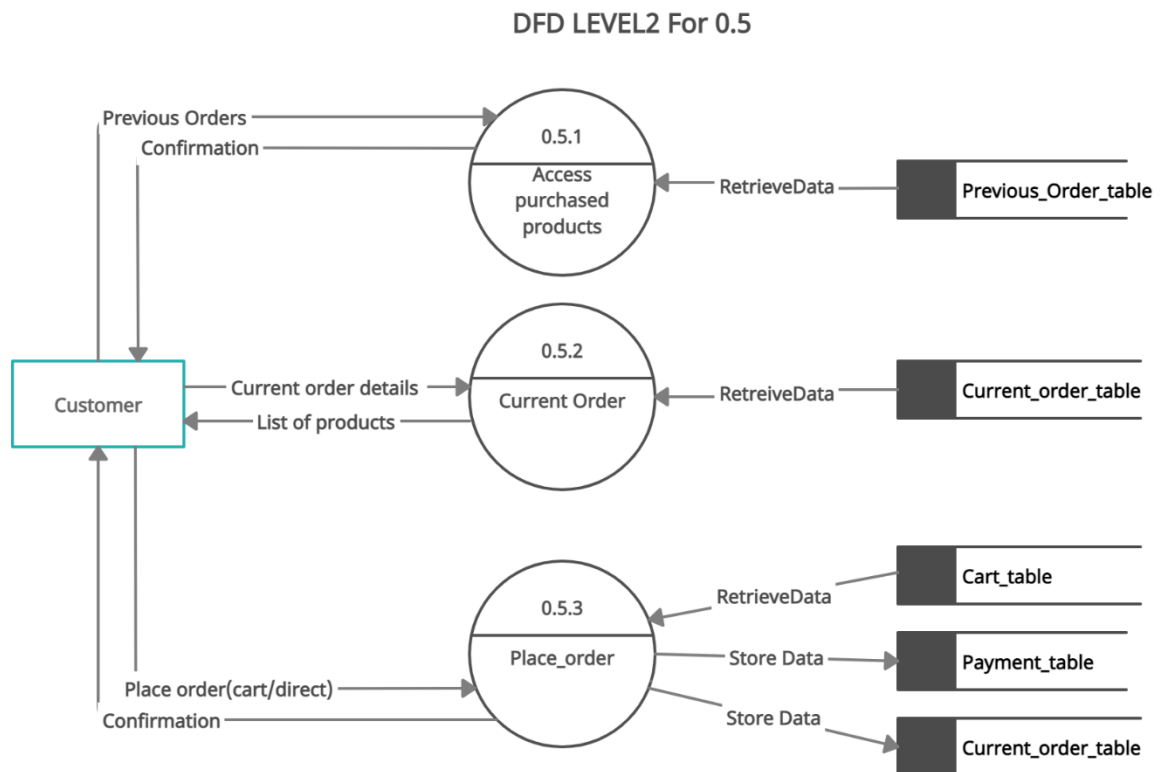 DFD LEVEL2 For 0.5
Previous Orders
Confirmation
0.5.1
Access
purchased
products
RetrieveData
Previous_Order_table
Customer
Current order details
List of products
0.5.2
Current Order
RetreiveData
Current_order_table
Place order(cart/direct)
Confirmation
0.5.3
Place_order
RetrieveData
Cart_table
Store Data
Payment_table
Store Data
Current_order_table